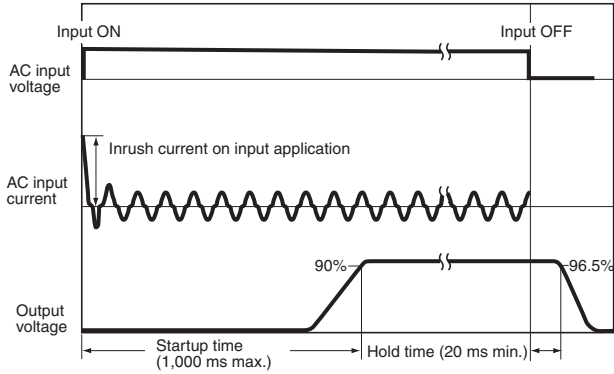 Input ON
Input OFF
AC input
voltage
Inrush current on input application
AC input
current
90%
96.5%
Output
voltage
Startup time
(1,000 ms max.)
Hold time (20 ms min.)